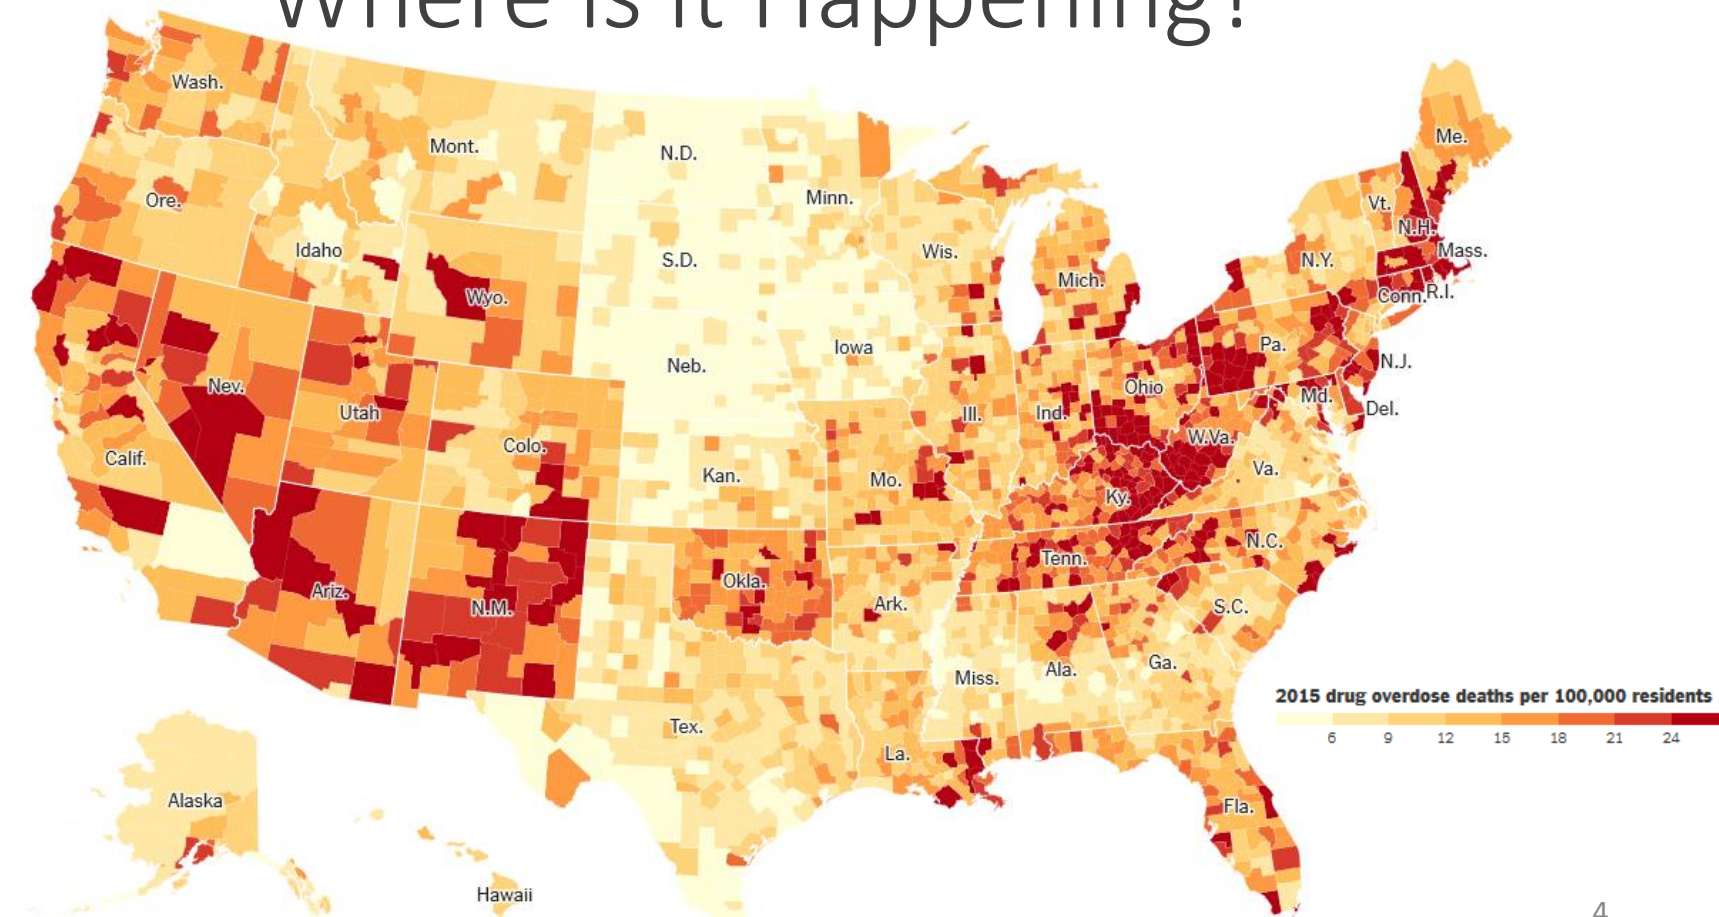 Where is it Happening?
Wash.
Mont.
N.D.
Minn.
Me.
Ore.
Idaho
Wyo.
S.D.
Wis.
Mich.
N.Y.
Vt.
N.H.
Mass.
Conn.
R.I.
Nev.
Utah
Colo.
Neb.
Iowa
Ill.
Ind.
Ohio
Pa.
N.J.
Md.
Del.
Calif.
Kan.
Mo.
Ky.
W.Va.
Va.
Ariz.
N.M.
Okla.
Ark.
Tenn.
N.C.
S.C.
Tex.
La.
Miss.
Ala.
Ga.
Fla.
Alaska
Hawaii
2015 drug overdose deaths per 100,000 residents
6 9 12 15 18 21 24
4